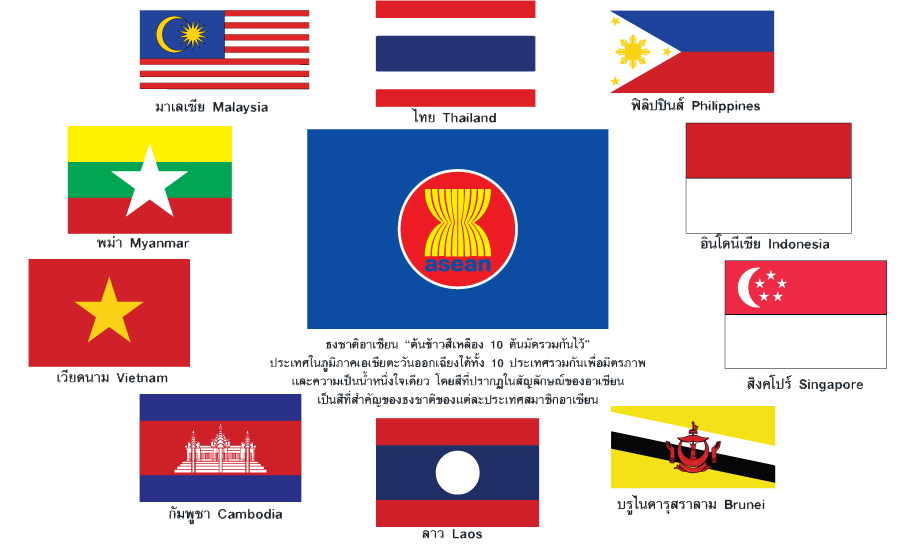 มาเลเซีย Malaysia
ไทย Thailand
ฟิลิปปินส์ Philippines
พม่า Myanmar
อินโดนีเซีย Indonesia
asean
เวียดนาม Vietnam
สิงคโปร์ Singapore
ธงชาติอาเซียน “ต้นข้าวสีเหลือง 10 ต้นมัดรวมกันไว้”
ประเทศในภูมิภาคเอเชียตะวันออกเฉียงใต้ทั้ง 10 ประเทศรวมกันเพื่อมิตรภาพ
และความเป็นน้ำหนึ่งใจเดียว โดยสีที่ปรากฏในสัญลักษณ์ของอาเซียน
เป็นสีที่สำคัญของธงชาติของแต่ละประเทศสมาชิกอาเซียน
กัมพูชา Cambodia
ลาว Laos
บรูไนดารุสราลาม Brunei